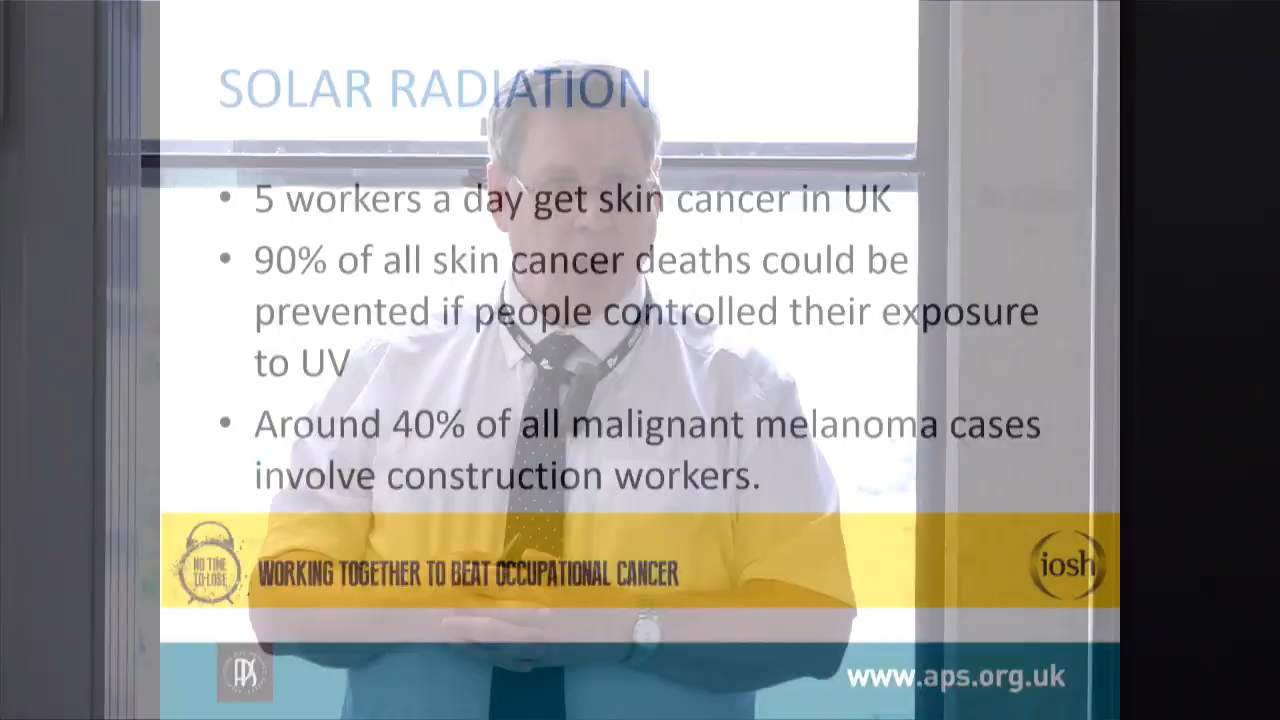 SOLAR RADIATION
• 5 workers a day get skin cancer in UK
• 90% of all skin cancer deaths could be
prevented if people controlled their exposure
to UV
• Around 40% of all malignant melanoma cases
involve construction workers.
NO TIME
TO LOSE
WORKING TOGETHER TO BEAT OCCUPATIONAL CANCER
iosh
APS
www.aps.org.uk